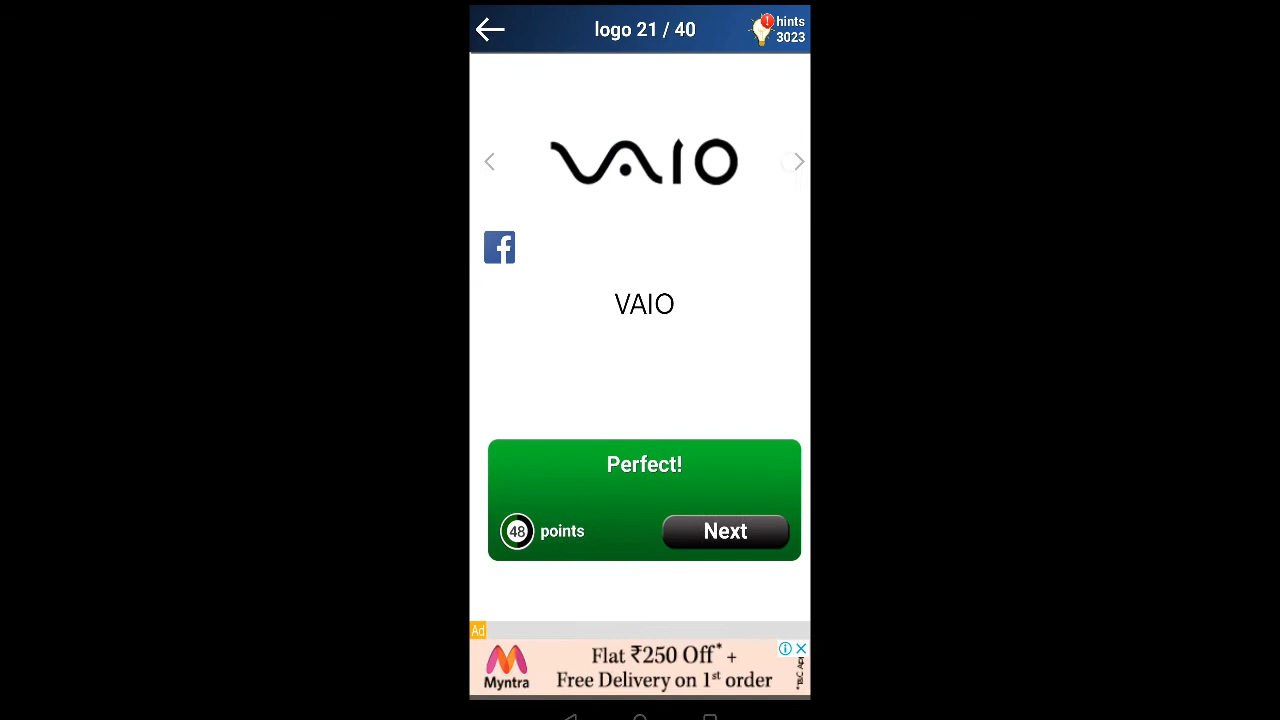 logo 21 / 40
hints
3023
VAIO
VAIO
Perfect!
48 points
Next
Ad
Flat ₹250 Off* +
Free Delivery on 1st order
Myntra
*T&C Apply